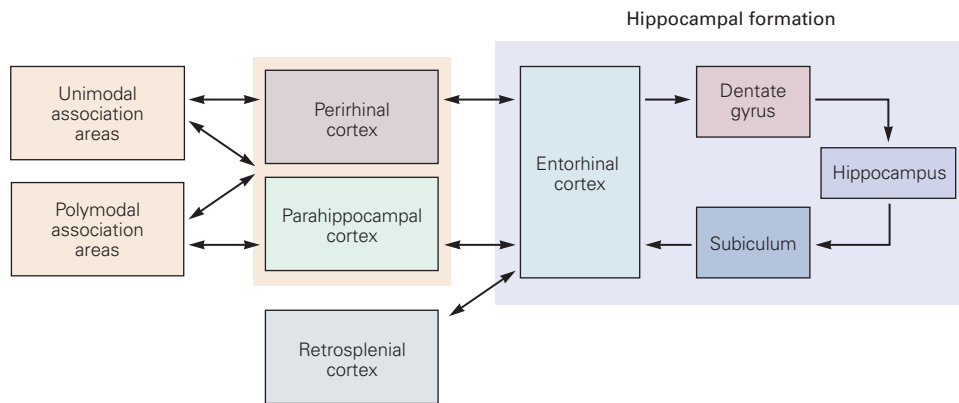 Hippocampal formation
Unimodal
association
areas
Perirhinal
cortex
Dentate
gyrus
Entorhinal
cortex
Hippocampus
Polymodal
association
areas
Parahippocampal
cortex
Subiculum
Retrosplenial
cortex